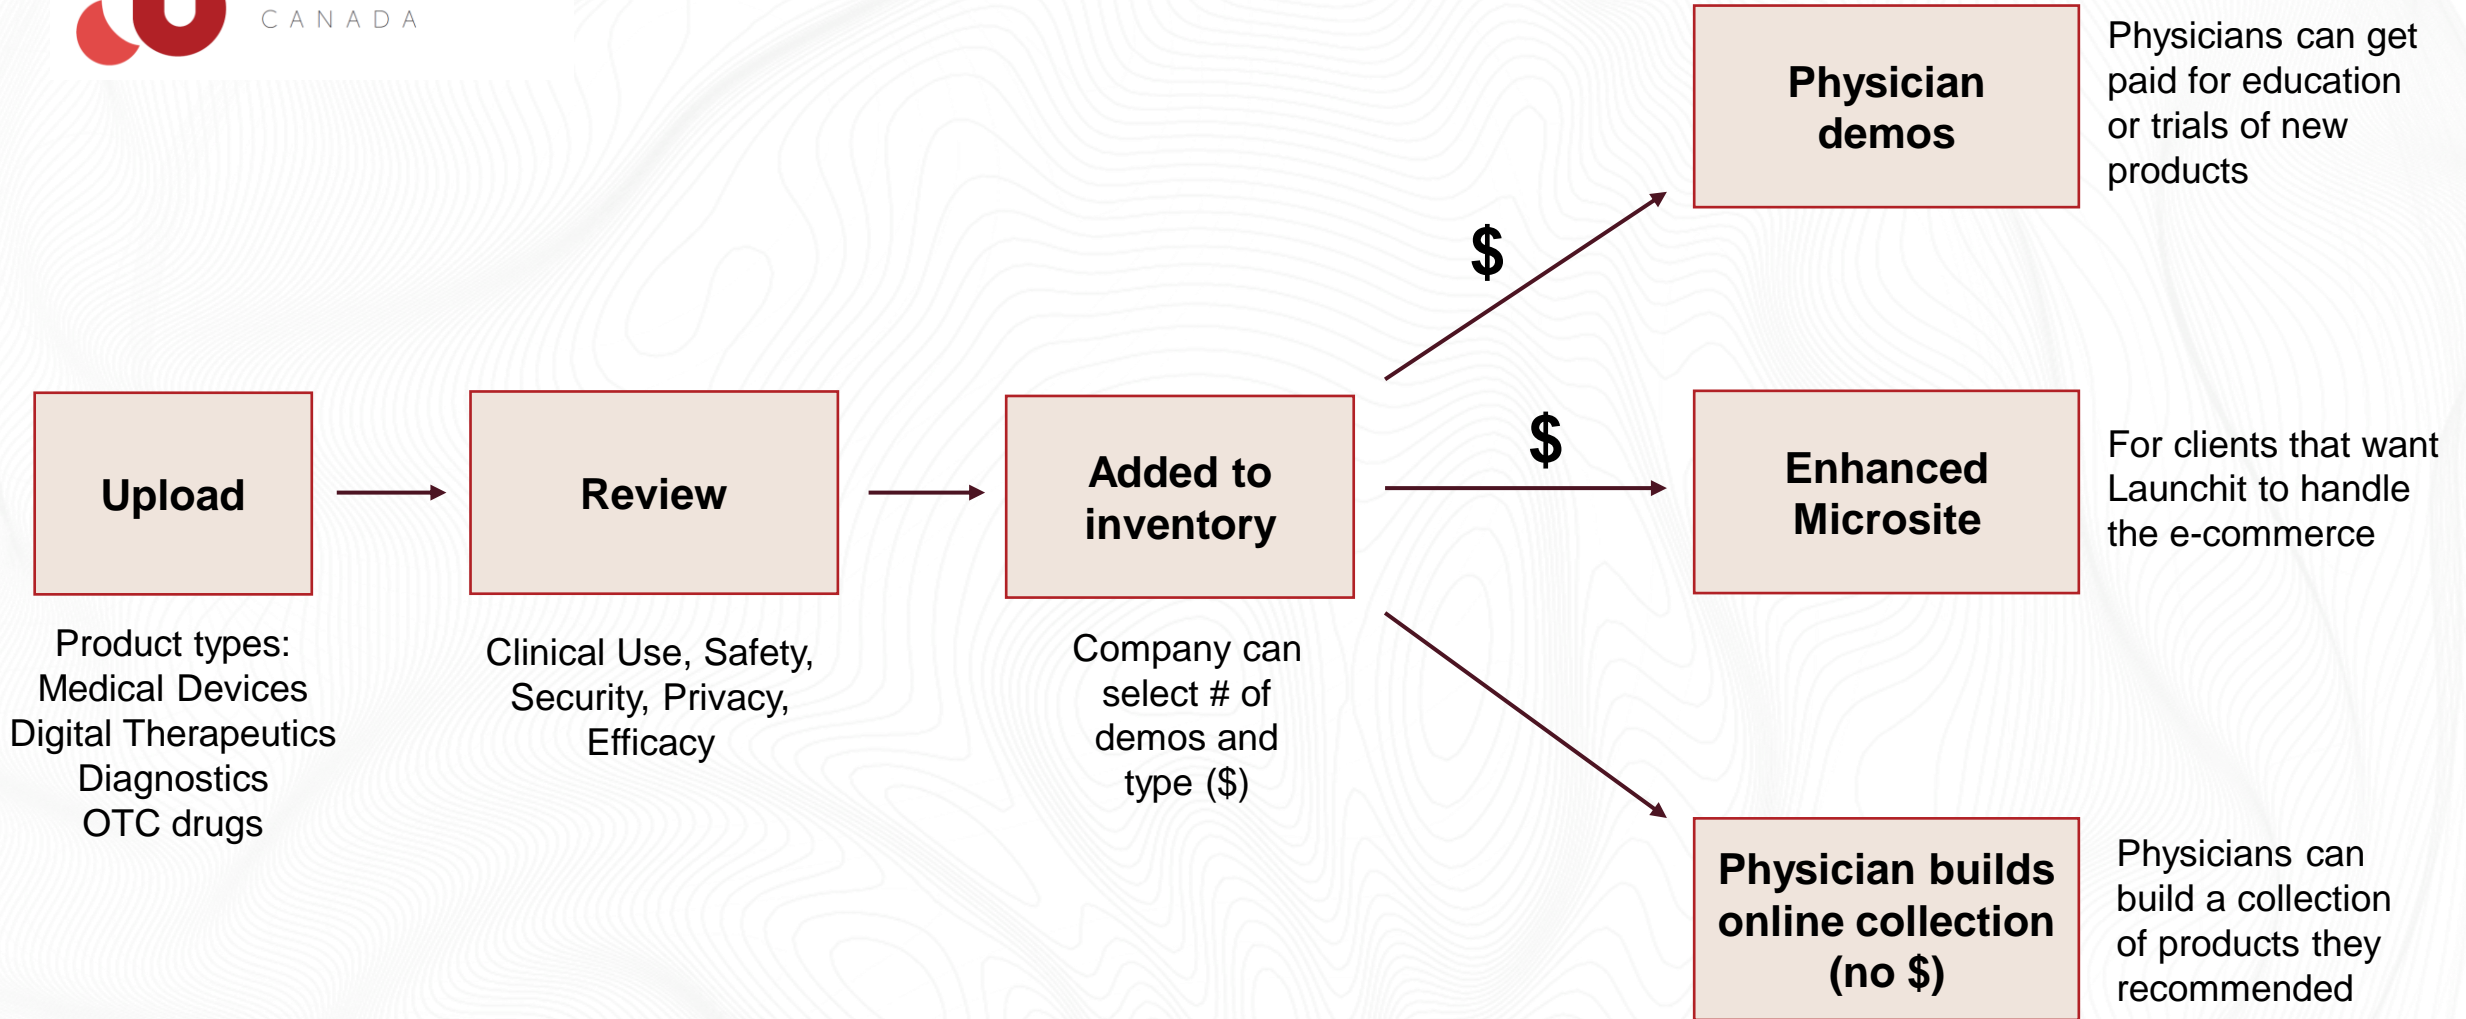 CANADA
Upload
Product types:
Medical Devices
Digital Therapeutics
Diagnostics
OTC drugs
Review
Clinical Use, Safety,
Security, Privacy,
Efficacy
Added to
inventory
Company can
select # of
demos and
type ($)
$
Physician
demos
Physicians can get
paid for education
or trials of new
products
$
Enhanced
Microsite
For clients that want
Launchit to handle
the e-commerce
Physician builds
online collection
(no $)
Physicians can
build a collection
of products they
recommended